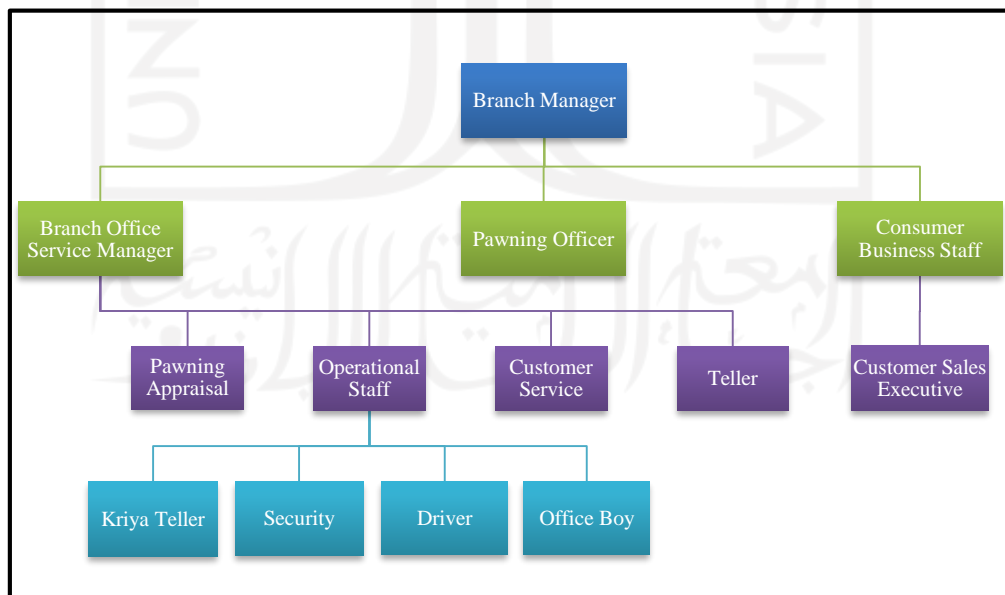 Branch Manager
Branch Office
Service Manager
Pawning Officer
Consumer
Business Staff
Pawning
Appraisal
Operational
Staff
Customer
Service
Teller
Customer Sales
Executive
Kriya Teller
Security
Driver
Office Boy